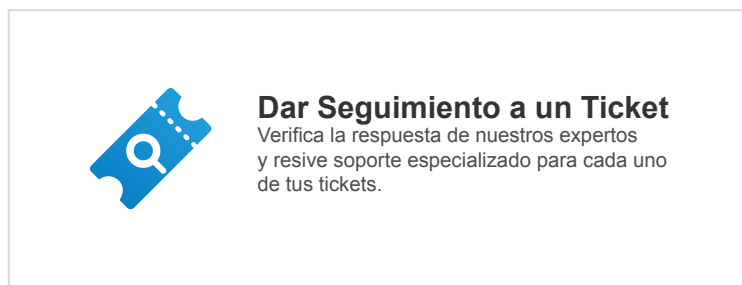 Dar Seguimiento a un Ticket
Verifica la respuesta de nuestros expertos
y resive soporte especializado para cada uno
de tus tickets.